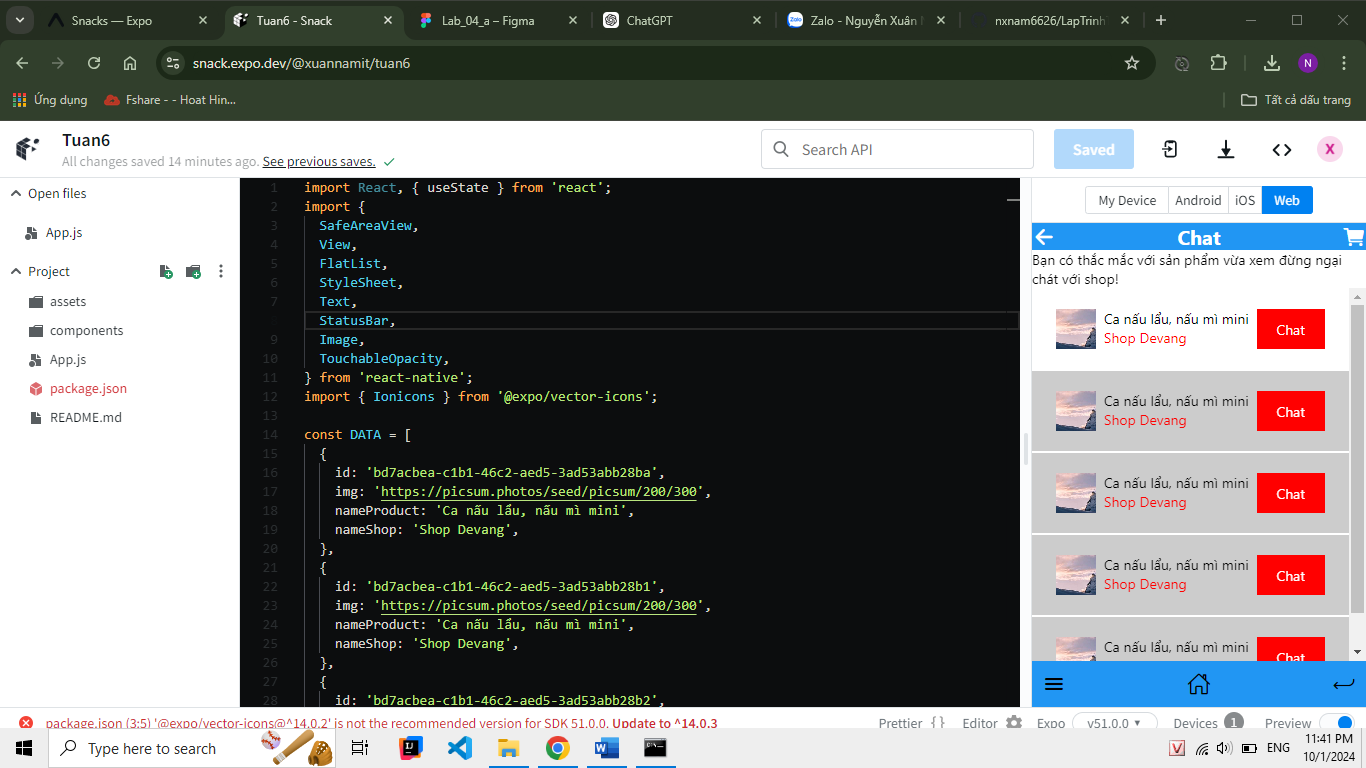 Snacks — Expo
Tuan6 - Snack
Lab_04_a – Figma
ChatGPT
Zalo - Nguyễn Xuân
nxnam6626/LapTrinh
snack.expo.dev/@xuannamit/tuan6
N
Ứng dụng
Fshare - - Hoat Hin...
Tất cả dấu trang
Tuan6
All changes saved 14 minutes ago. See previous saves.
Search API
Saved
X
Open files
App.js
Project
assets
components
App.js
package.json
README.md
1 import React, { useState } from 'react';
2 import {
3 SafeAreaView,
4 View,
5 FlatList,
6 StyleSheet,
7 Text,
StatusBar,
9 Image,
10 TouchableOpacity,
11 } from 'react-native';
12 import { Ionicons } from '@expo/vector-icons';
13
14 const DATA = [
15 {
16 id: 'bd7acbea-c1b1-46c2-aed5-3ad53abb28ba',
17 img: 'https://picsum.photos/seed/picsum/200/300',
18 nameProduct: 'Ca nấu lẩu, nấu mì mini',
19 nameShop: 'Shop Devang',
20 },
21 {
22 id: 'bd7acbea-c1b1-46c2-aed5-3ad53abb28b1',
23 img: 'https://picsum.photos/seed/picsum/200/300',
24 nameProduct: 'Ca nấu lẩu, nấu mì mini',
25 nameShop: 'Shop Devang',
26 },
27 {
28 id: 'bd7acbea-c1b1-46c2-aed5-3ad53abb28b2',
My Device
Android
iOS
Web
Chat
Bạn có thắc mắc với sản phẩm vừa xem đừng ngại
chát với shop!
Ca nấu lẩu, nấu mì mini
Shop Devang
Chat
Ca nấu lẩu, nấu mì mini
Shop Devang
Chat
Ca nấu lẩu, nấu mì mini
Shop Devang
Chat
Ca nấu lẩu, nấu mì mini
Shop Devang
Chat
Ca nấu lẩu, nấu mì mini
Chat
package.json (3:5) '@expo/vector-icons@^14.0.2' is not the recommended version for SDK 51.0.0. Update to ^14.0.3
Prettier { }
Editor
Expo
v51.0.0
Devices 1
Preview
Type here to search
ENG
11:41 PM
10/1/2024